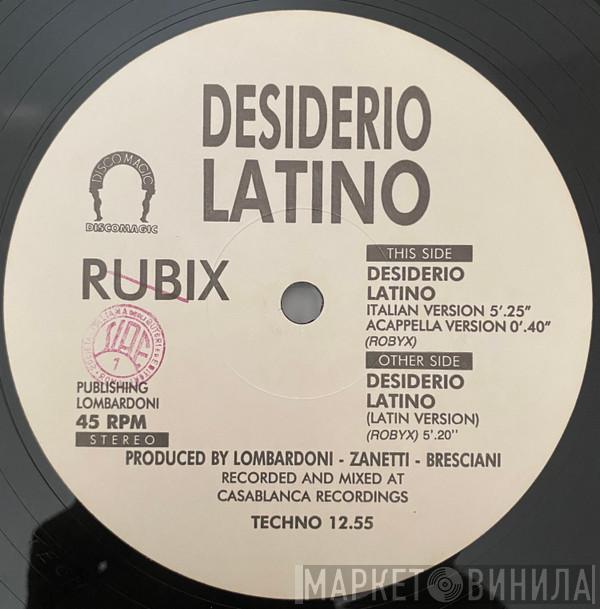 DESIDERIO
LATINO
DISCOMAGIC
DISCOMAGIC
RUBIX
THIS SIDE
DESIDERIO
LATINO
ITALIAN VERSION 5'.25"
ACAPPELLA VERSION 0'.40"
(ROBYX)
OTHER SIDE
DESIDERIO
LATINO
(LATIN VERSION)
(ROBYX) 5'.20''
SIAE
PUBLISHING
LOMBARDONI
45 RPM
STEREO
PRODUCED BY LOMBARDONI - ZANETTI - BRESCIANI
RECORDED AND MIXED AT
CASABLANCA RECORDINGS
TECHNO 12.55
МАРКЕТ ВИНИЛА